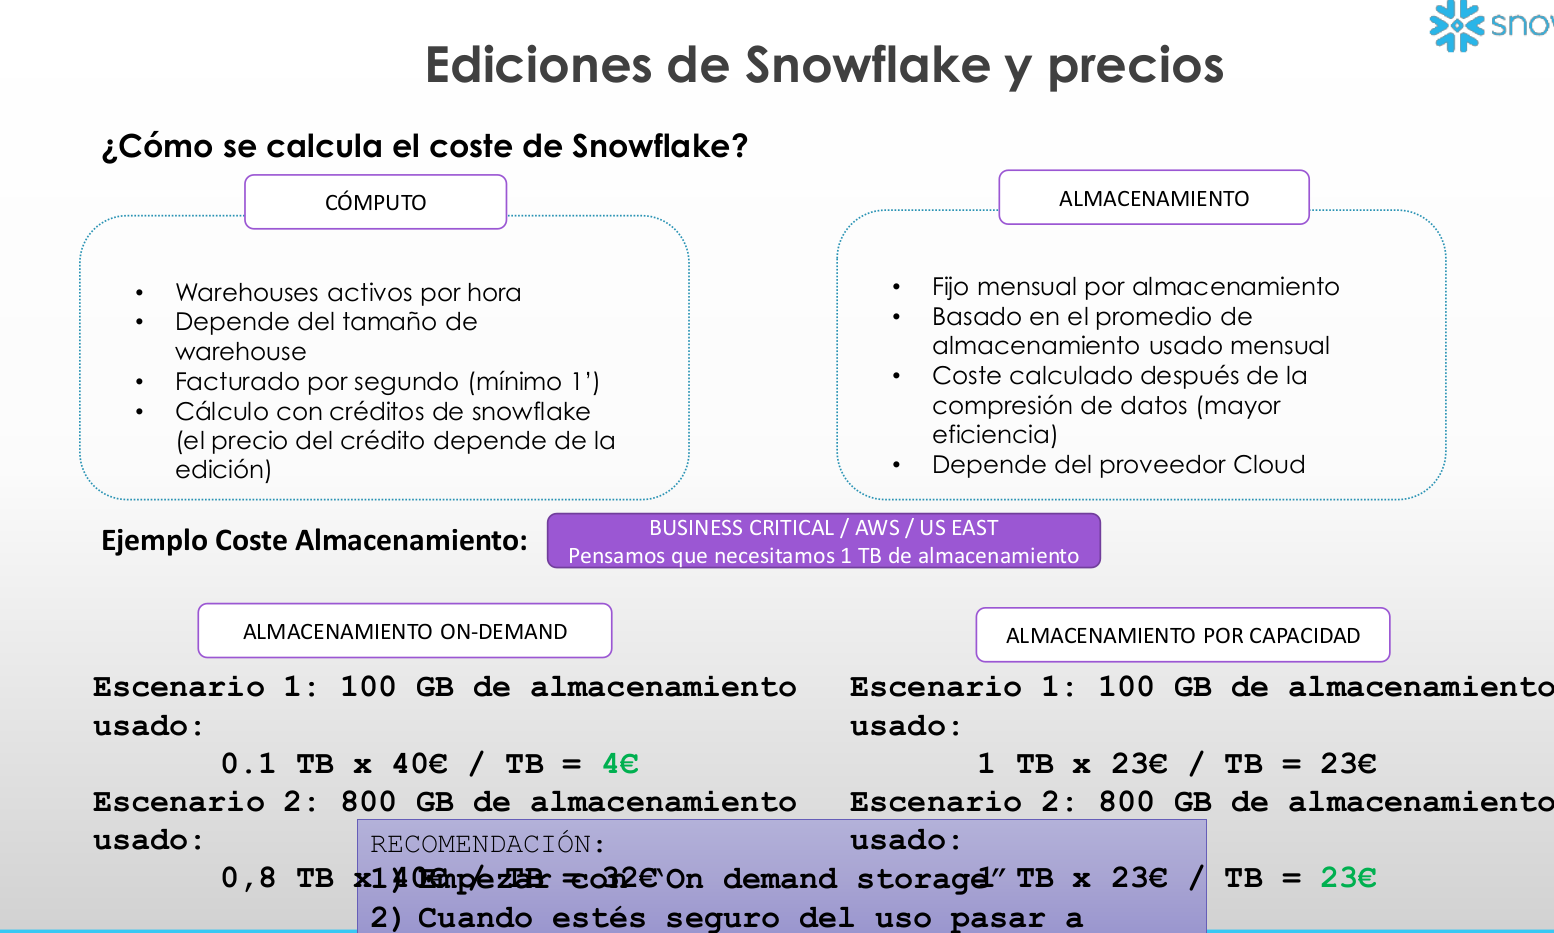 sno
Ediciones de Snowflake y precios
¿Cómo se calcula el coste de Snowflake?
CÓMPUTO
• Warehouses activos por hora
• Depende del tamaño de
warehouse
• Facturado por segundo (mínimo 1’)
• Cálculo con créditos de snowflake
(el precio del crédito depende de la
edición)
ALMACENAMIENTO
• Fijo mensual por almacenamiento
• Basado en el promedio de
almacenamiento usado mensual
• Coste calculado después de la
compresión de datos (mayor
eficiencia)
• Depende del proveedor Cloud
Ejemplo Coste Almacenamiento:
BUSINESS CRITICAL / AWS / US EAST
Pensamos que necesitamos 1 TB de almacenamiento
ALMACENAMIENTO ON-DEMAND
Escenario 1: 100 GB de almacenamiento
usado:
0.1 TB x 40€ / TB = 4€
Escenario 2: 800 GB de almacenamiento
usado:
0,8 TB x 40€ / TB = 32€
ALMACENAMIENTO POR CAPACIDAD
Escenario 1: 100 GB de almacenamiento
usado:
1 TB x 23€ / TB = 23€
Escenario 2: 800 GB de almacenamiento
usado:
1 TB x 23€ / TB = 23€
RECOMENDACIÓN:
1) Empezar con “On demand storage”
2) Cuando estés seguro del uso pasar a